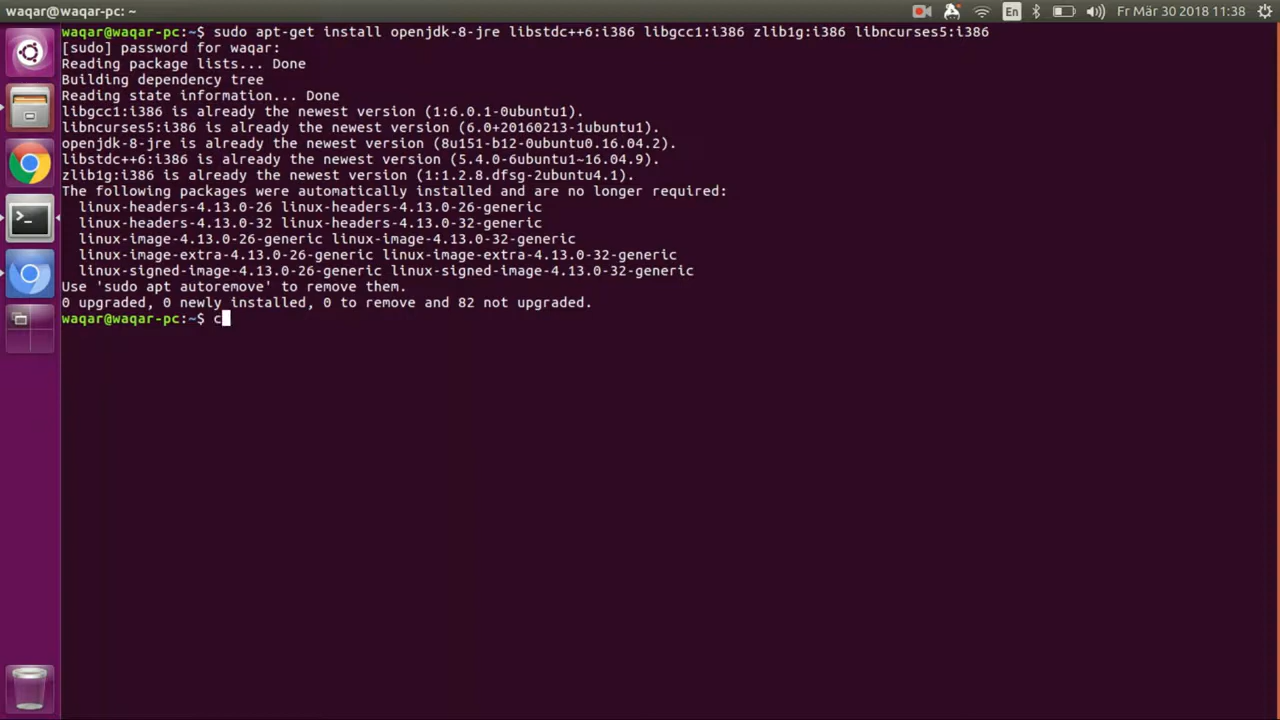 waqar@waqar-pc: ~
En
Fr Mär 30 2018 11:38
waqar@waqar-pc:~$ sudo apt-get install openjdk-8-jre libstdc++6:i386 libgcc1:i386 zlib1g:i386 libncurses5:i386
[sudo] password for waqar:
Reading package lists... Done
Building dependency tree
Reading state information... Done
libgcc1:i386 is already the newest version (1:6.0.1-0ubuntu1).
libncurses5:i386 is already the newest version (6.0+20160213-1ubuntu1).
openjdk-8-jre is already the newest version (8u151-b12-0ubuntu0.16.04.2).
libstdc++6:i386 is already the newest version (5.4.0-6ubuntu1~16.04.9).
zlib1g:i386 is already the newest version (1:1.2.8.dfsg-2ubuntu4.1).
The following packages were automatically installed and are no longer required:
  linux-headers-4.13.0-26 linux-headers-4.13.0-26-generic
  linux-headers-4.13.0-32 linux-headers-4.13.0-32-generic
  linux-image-4.13.0-26-generic linux-image-4.13.0-32-generic
  linux-image-extra-4.13.0-26-generic linux-image-extra-4.13.0-32-generic
  linux-signed-image-4.13.0-26-generic linux-signed-image-4.13.0-32-generic
Use 'sudo apt autoremove' to remove them.
0 upgraded, 0 newly installed, 0 to remove and 82 not upgraded.
waqar@waqar-pc:~$ c